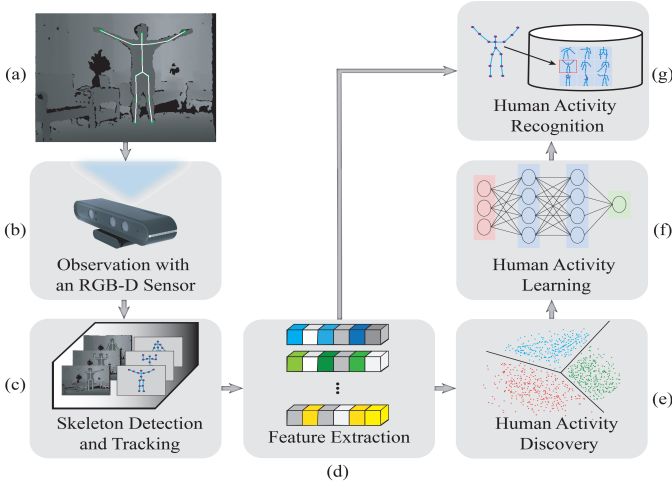 (a)
(b)
Observation with
an RGB-D Sensor
(c)
Skeleton Detection
and Tracking
Feature Extraction
(d)
Human Activity
Discovery
(e)
Human Activity
Learning
(f)
Human Activity
Recognition
(g)